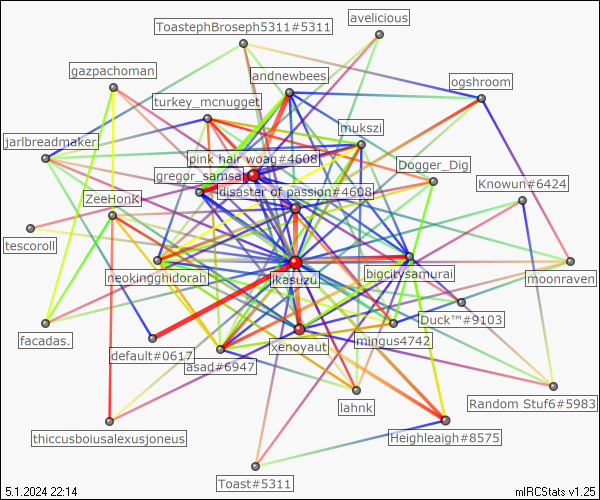 avelicious
ToastephBroseph5311#5311
gazpachoman
andnewbees
ogshroom
turkey_mcnugget
mukszi
jarlbreadmaker
pink hair woag#4608
Dogger_Dig
gregor_samsa
Knowun#6424
disaster of passion#4608
ZeeHonK
tescoroll
neokingghidorah
ikasuzu
bigcitysamurai
moonraven
Duck™#9103
facadas.
default#0617
xenovaut
mingus4742
asad#6947
lahnk
Random Stuf6#5983
thiccusboiusalexusjoneus
Heighleaigh#8575
Toast#5311
5.1.2024 22:14
mIRCStats v1.25